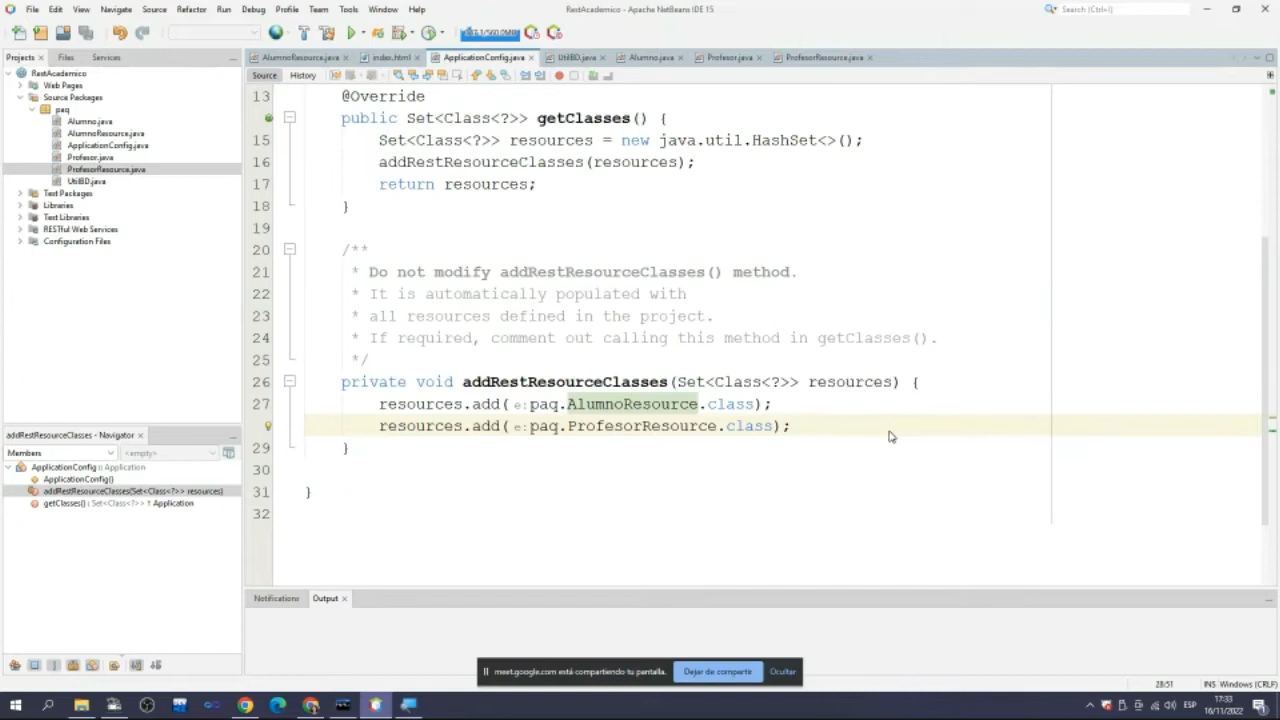 File Edit View Navigate Source Refactor Run Debug Profile Team Tools Window Help
RestAcademico - Apache NetBeans IDE 15
Search (Ctrl+I)
Projects Files Services
AlumnoResource.java index.html ApplicationConfig.java UtilBD.java Alumno.java Profesor.java ProfesorResource.java
Source History
RestAcademico
Web Pages
Source Packages
paq
Alumno.java
AlumnoResource.java
ApplicationConfig.java
Profesor.java
ProfesorResource.java
UtilBD.java
Test Packages
Libraries
Test Libraries
RESTful Web Services
Configuration Files
13 @Override
public Set<Class<?>> getClasses() {
15 Set<Class<?>> resources = new java.util.HashSet<>();
16 addRestResourceClasses(resources);
17 return resources;
18 }
19
20 /**
21 * Do not modify addRestResourceClasses() method.
22 * It is automatically populated with
23 * all resources defined in the project.
24 * If required, comment out calling this method in getClasses().
25 */
26 private void addRestResourceClasses(Set<Class<?>> resources) {
27 resources.add(e:paq.AlumnoResource.class);
resources.add(e:paq.ProfesorResource.class);
29 }
30
31 }
32
addRestResourceClasses - Navigator
Members <empty>
ApplicationConfig :: Application
ApplicationConfig()
addRestResourceClasses(Set<Class<?>> resources)
getClasses() : Set<Class<?>> ↑ Application
Notifications Output
meet.google.com está compartiendo tu pantalla. Dejar de compartir Ocultar
28:51 INS Windows (CRLF)
ESP
17:33
16/11/2022